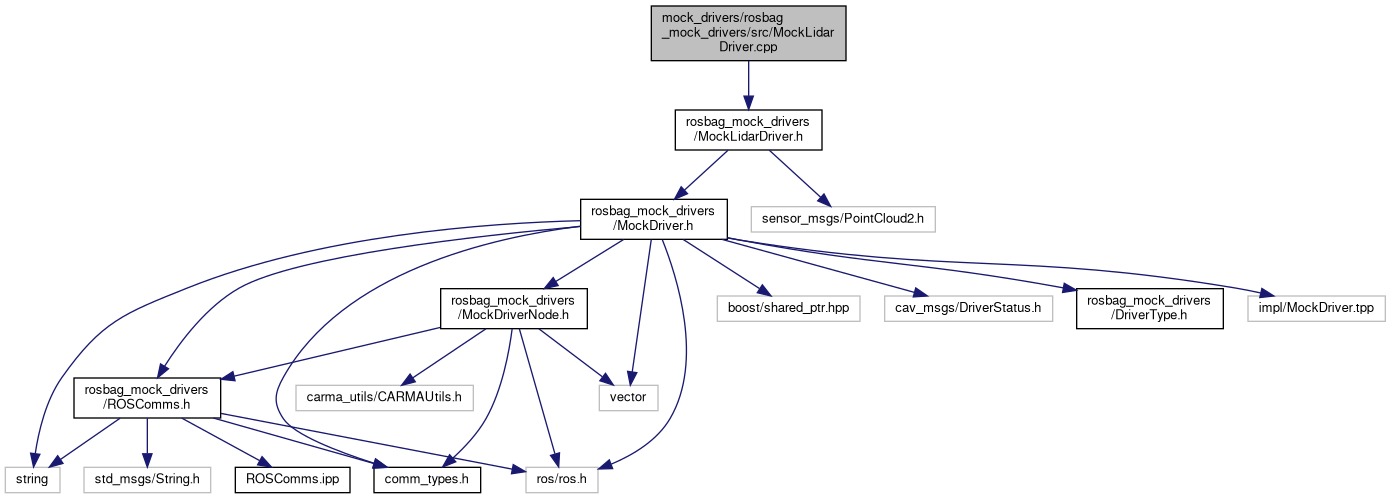 mock_drivers/rosbag
_mock_drivers/src/MockLidar
Driver.cpp
rosbag_mock_drivers
/MockLidarDriver.h
rosbag_mock_drivers
/MockDriver.h
sensor_msgs/PointCloud2.h
rosbag_mock_drivers
/MockDriverNode.h
boost/shared_ptr.hpp
cav_msgs/DriverStatus.h
rosbag_mock_drivers
/DriverType.h
impl/MockDriver.tpp
rosbag_mock_drivers
/ROSComms.h
carma_utils/CARMAUtils.h
vector
string
std_msgs/String.h
ROSComms.ipp
comm_types.h
ros/ros.h